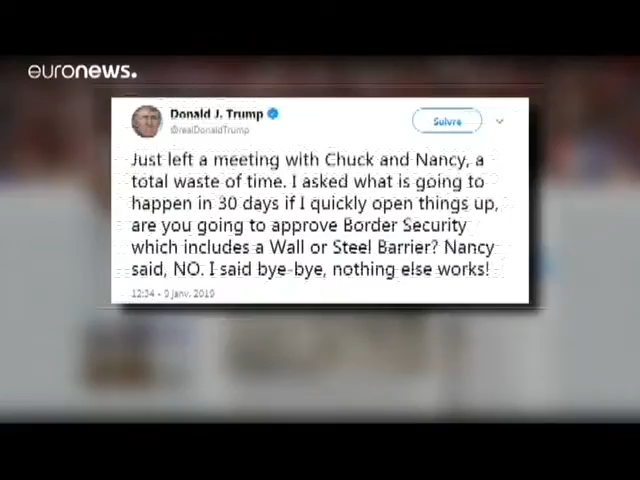 euronews.
Donald J. Trump
@realDonaldTrump
Suivre
Just left a meeting with Chuck and Nancy, a
total waste of time. I asked what is going to
happen in 30 days if I quickly open things up,
are you going to approve Border Security
which includes a Wall or Steel Barrier? Nancy
said, NO. I said bye-bye, nothing else works!
12:34 - 9 janv. 2019